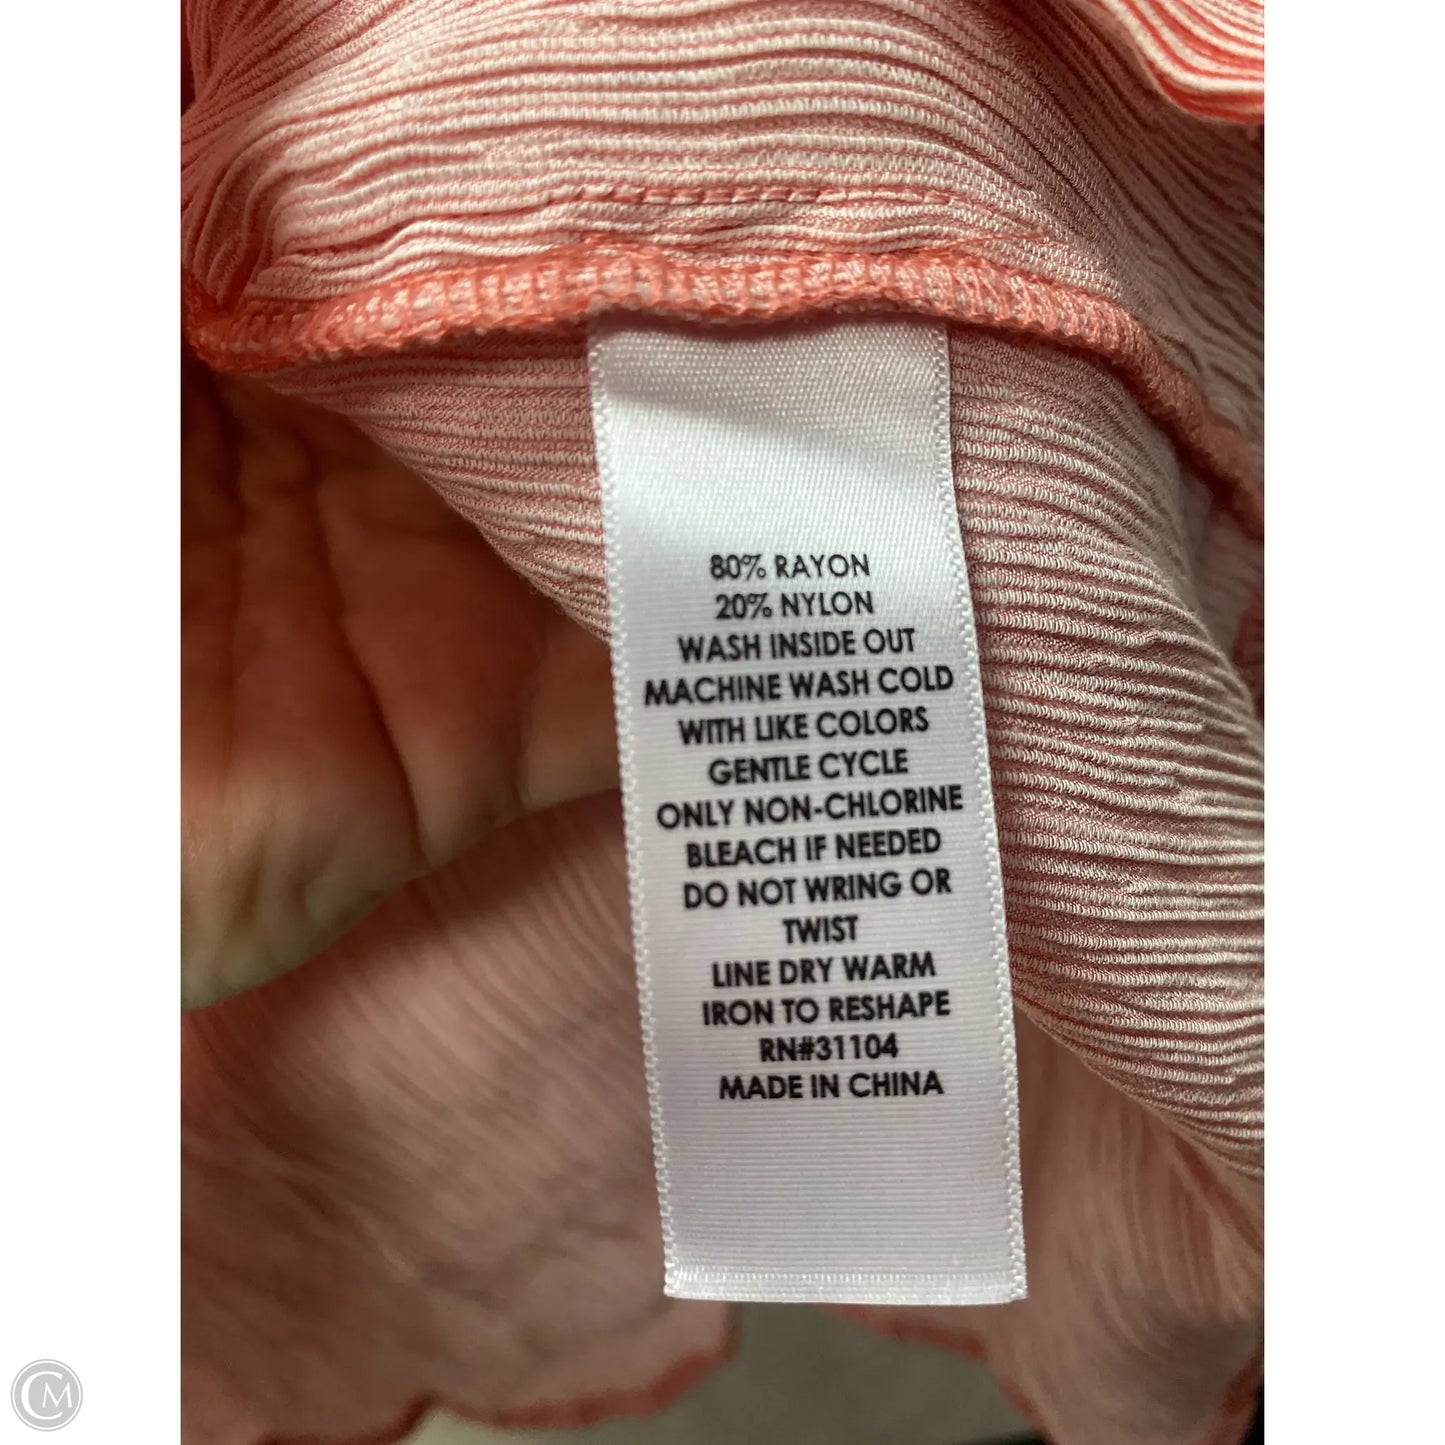 80% RAYON
20% NYLON
WASH INSIDE OUT
MACHINE WASH COLD
WITH LIKE COLORS
GENTLE CYCLE
ONLY NON-CHLORINE
BLEACH IF NEEDED
DO NOT WRING OR
TWIST
LINE DRY WARM
IRON TO RESHAPE
RN#31104
MADE IN CHINA
CM